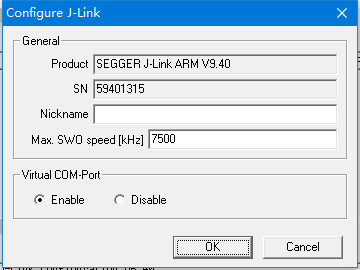 Configure J-Link
General
Product SEGGER J-Link ARM V9.40
SN 59401315
Nickname
Max. SWO speed [kHz] 7500
Virtual COM-Port
Enable Disable
OK Cancel